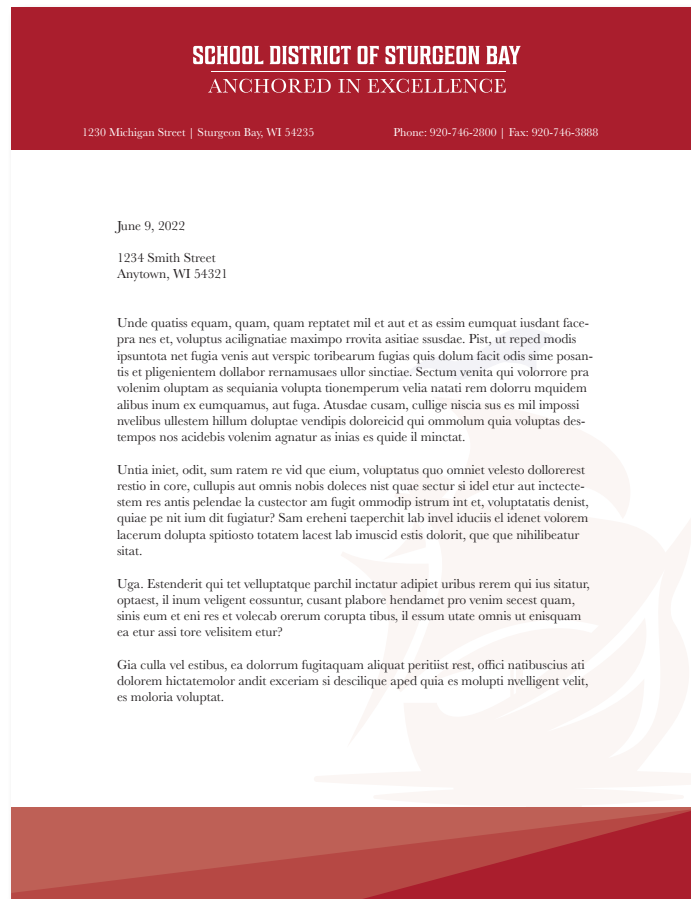 SCHOOL DISTRICT OF STURGEON BAY
ANCHORED IN EXCELLENCE
1230 Michigan Street | Sturgeon Bay, WI 54235 Phone: 920-746-2800 | Fax: 920-746-3888
June 9, 2022
1234 Smith Street
Anytown, WI 54321
Unde quatiss equam, quam, quam reptatet mil et aut et as essim eumquat iusdant face-
pra nes et, voluptus acilignatiae maximpo rrovita asitiae ssusdae. Pist, ut reped modis
ipsuntota net fugia venis aut verspic toribearum fugias quis dolum facit odis sime posan-
tis et pligenientem dollabor rernamusaes ullor sinctiae. Sectum venita qui volorrore pra
volenim oluptam as sequiania volupta tionemperum velia natati rem dolorru mquidem
alibus inum ex eumquamus, aut fuga. Atusdae cusam, cullige niscia sus es mil impossi
nvelibus ullestem hillum doluptae vendipis doloreicid qui ommolum quia voluptas des-
tempos nos acidebis volenim agnatur as inias es quide il minctat.
Untia iniet, odit, sum ratem re vid que eium, voluptatus quo omniet velesto dollorerest
restio in core, cullupis aut omnis nobis doleces nist quae sectur si idel etur aut inctecte-
stem res antis pelendae la custector am fugit ommodip istrum int et, voluptatatis denist,
quiae pe nit ium dit fugiatur? Sam ereheni taeperchit lab invel iduciis el idenet volorem
lacerum dolupta spitiosto totatem lacest lab imuscid estis dolorit, que que nihilibeatur
sitat.
Uga. Estenderit qui tet velluptatque parchil inctatur adipiet uribus rerem qui ius sitatur,
optaest, il inum veligent eossuntur, cusant plabore hendamet pro venim secest quam,
sinis eum et eni res et volecab orerum corupta tibus, il essum utate omnis ut enisquam
ea etur assi tore velisitem etur?
Gia culla vel estibus, ea dolorrum fugitaquam aliquat peritiist rest, offici natibuscius ati
dolorem hictatemolor andit exceriam si descilique aped quia es molupti nvelligent velit,
es moloria voluptat.